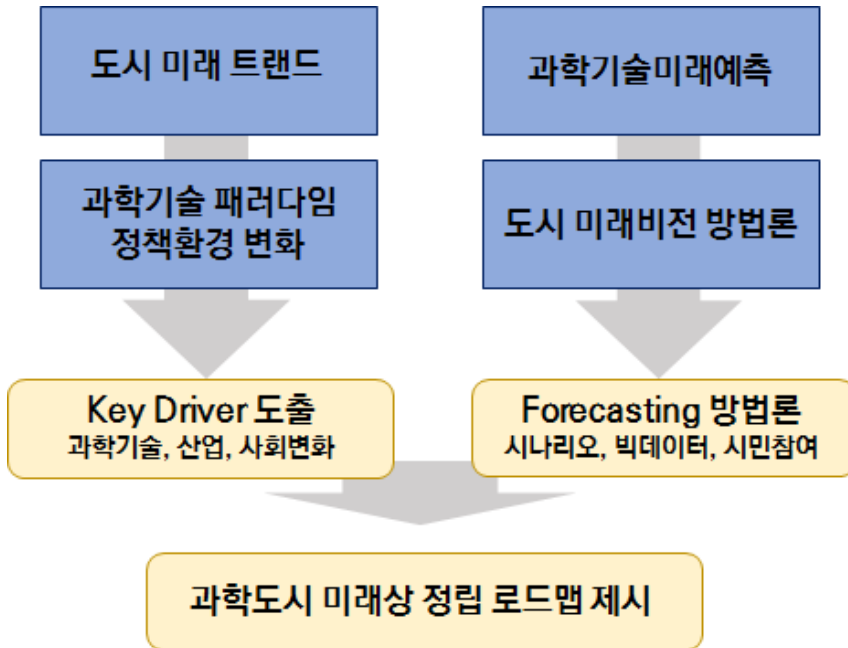 도시 미래 트랜드
과학기술 패러다임
정책환경 변화
Key Driver 도출
과학기술, 산업, 사회변화
과학기술미래예측
도시 미래비전 방법론
Forecasting 방법론
시나리오, 빅데이터, 시민참여
과학도시 미래상 정립 로드맵 제시